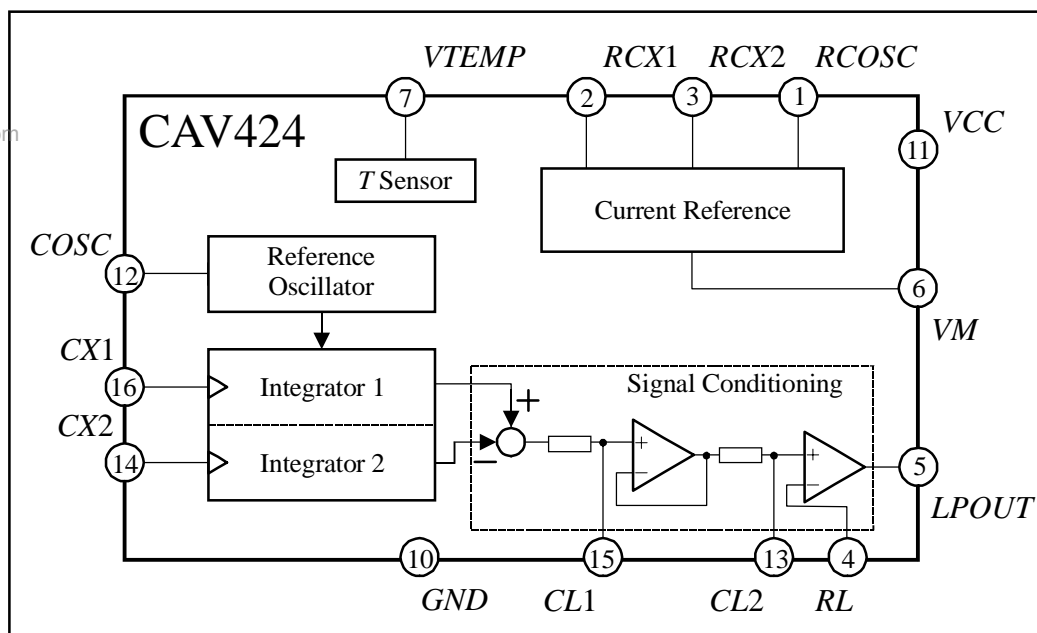 VTEMP RCX1 RCX2 RCOSC
7 2 3 1
CAV424
VCC
11
T Sensor
Current Reference
COSC
12
Reference
Oscillator
6
VM
CX1
16
Integrator 1
Signal Conditioning
+
CX2
14
Integrator 2
−
+
−
+
−
5
LPOUT
10 15 13 4
GND CL1 CL2 RL